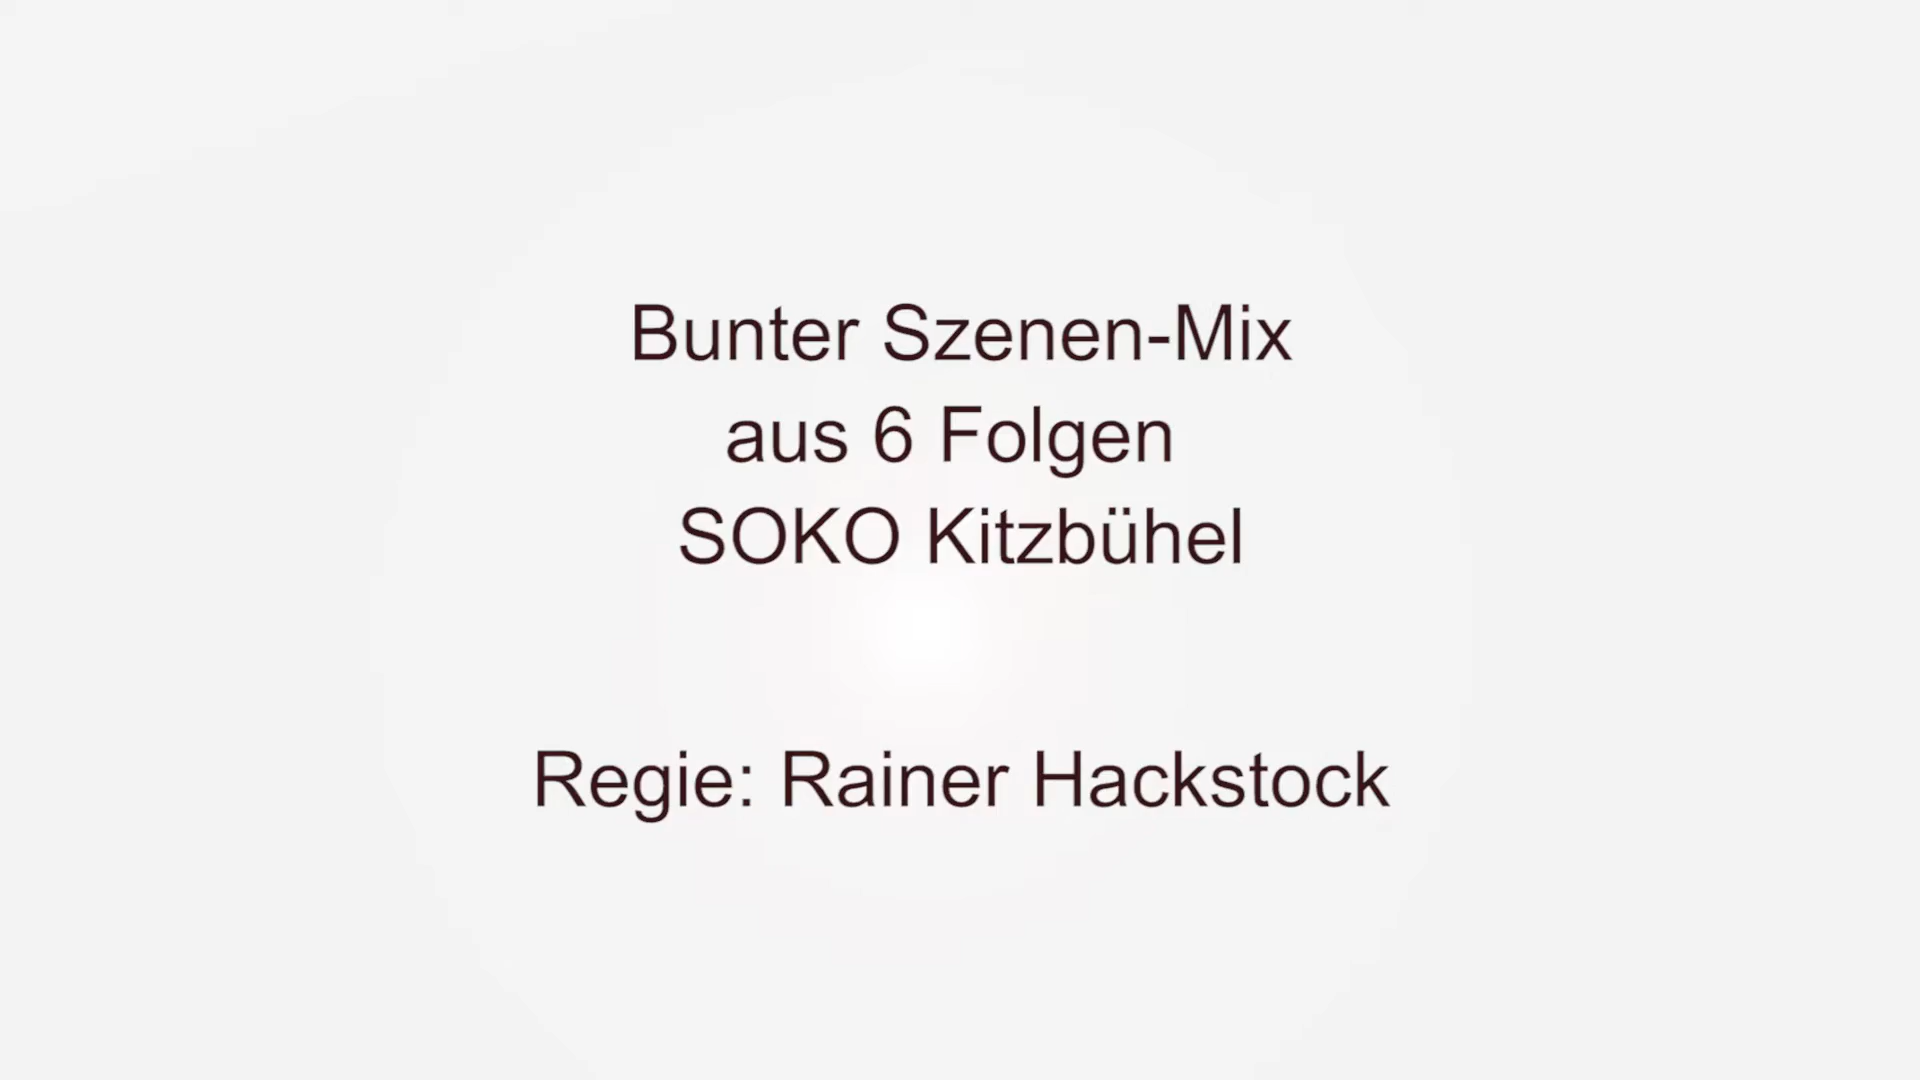 Bunter Szenen-Mix
aus 6 Folgen
SOKO Kitzbühel
Regie: Rainer Hackstock